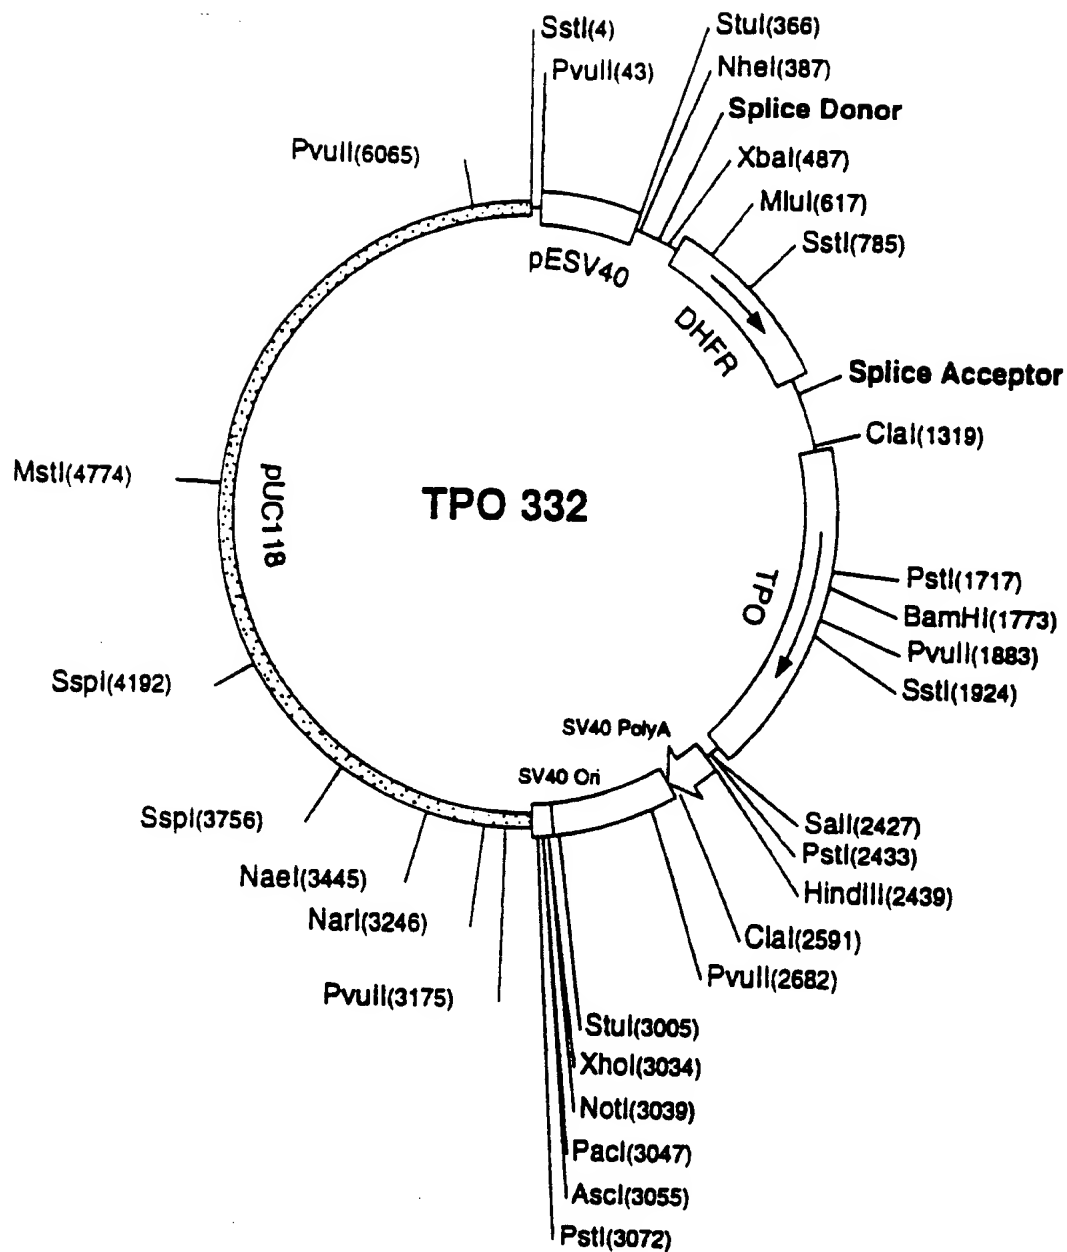 SstI(4)
PvuII(43)
StuI(366)
NheI(387)
Splice Donor
XbaI(487)
MluI(617)
SstI(785)
PvuII(6065)
pESV40
DHFR
Splice Acceptor
ClaI(1319)
MstI(4774)
pUC118
TPO 332
TPO
PstI(1717)
BamHI(1773)
PvuII(1883)
SstI(1924)
SspI(4192)
SV40 PolyA
SV40 Ori
SspI(3756)
SalI(2427)
PstI(2433)
HindIII(2439)
NaeI(3445)
NarI(3246)
ClaI(2591)
PvuII(2682)
PvuII(3175)
StuI(3005)
XhoI(3034)
NotI(3039)
PacI(3047)
AscI(3055)
PstI(3072)